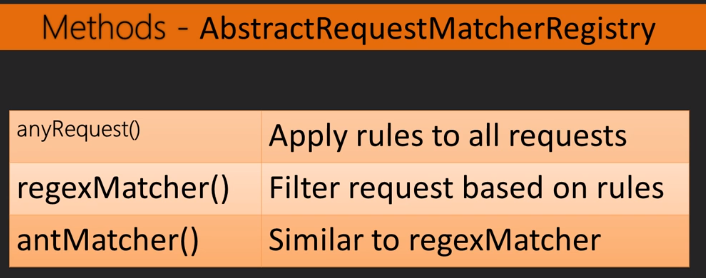 Methods - AbstractRequestMatcherRegistry
anyRequest() Apply rules to all requests
regexMatcher() Filter request based on rules
antMatcher() Similar to regexMatcher